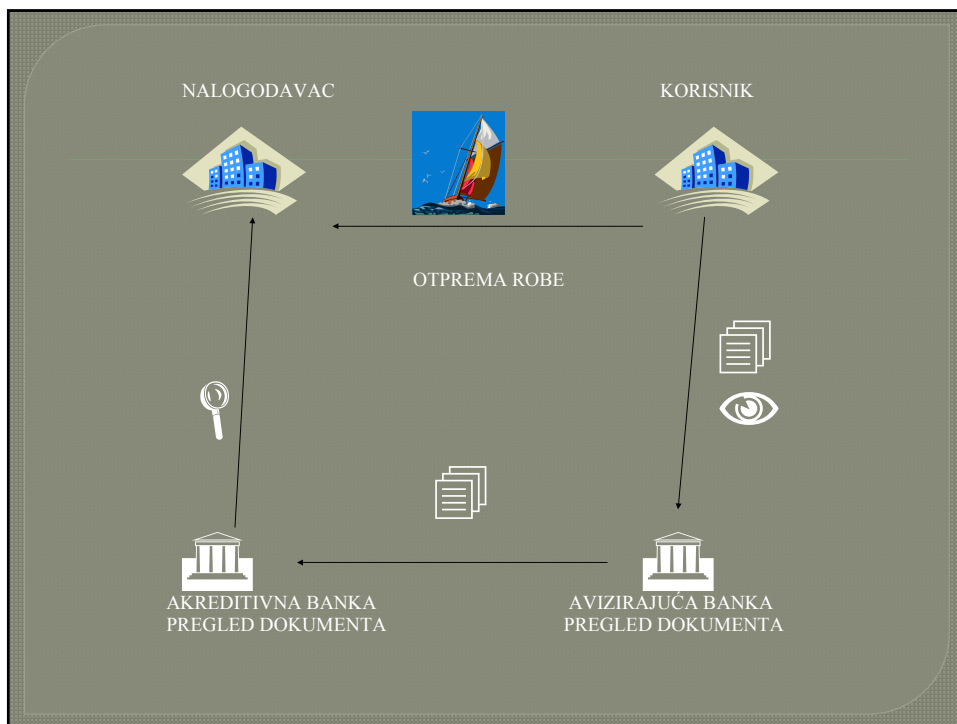 NALOGODAVAC
KORISNIK
OTPREMA ROBE
AKREDITIVNA BANKA
PREGLED DOKUMENTA
AVIZIRAJUĆA BANKA
PREGLED DOKUMENTA